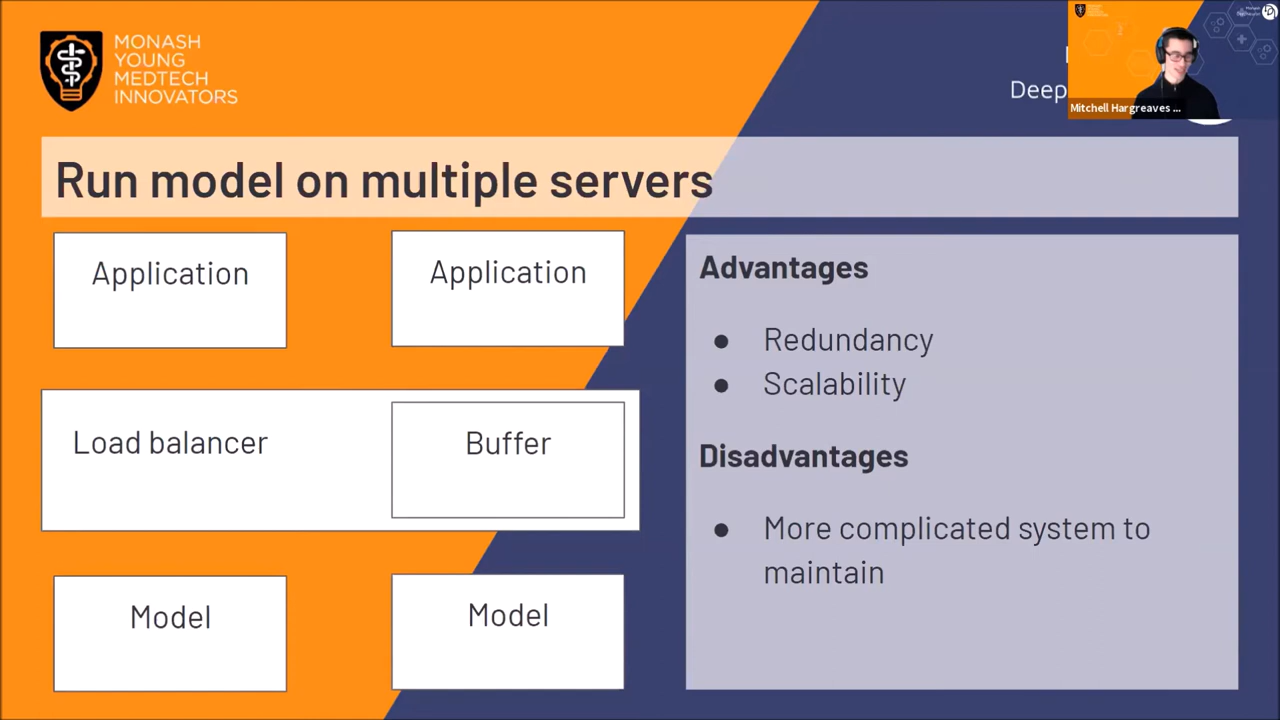 MONASH
YOUNG
MEDTECH
INNOVATORS
Deep
Mitchell Hargreaves ...
Run model on multiple servers
Application
Application
Load balancer
Buffer
Model
Model
Advantages
● Redundancy
● Scalability
Disadvantages
● More complicated system to
maintain